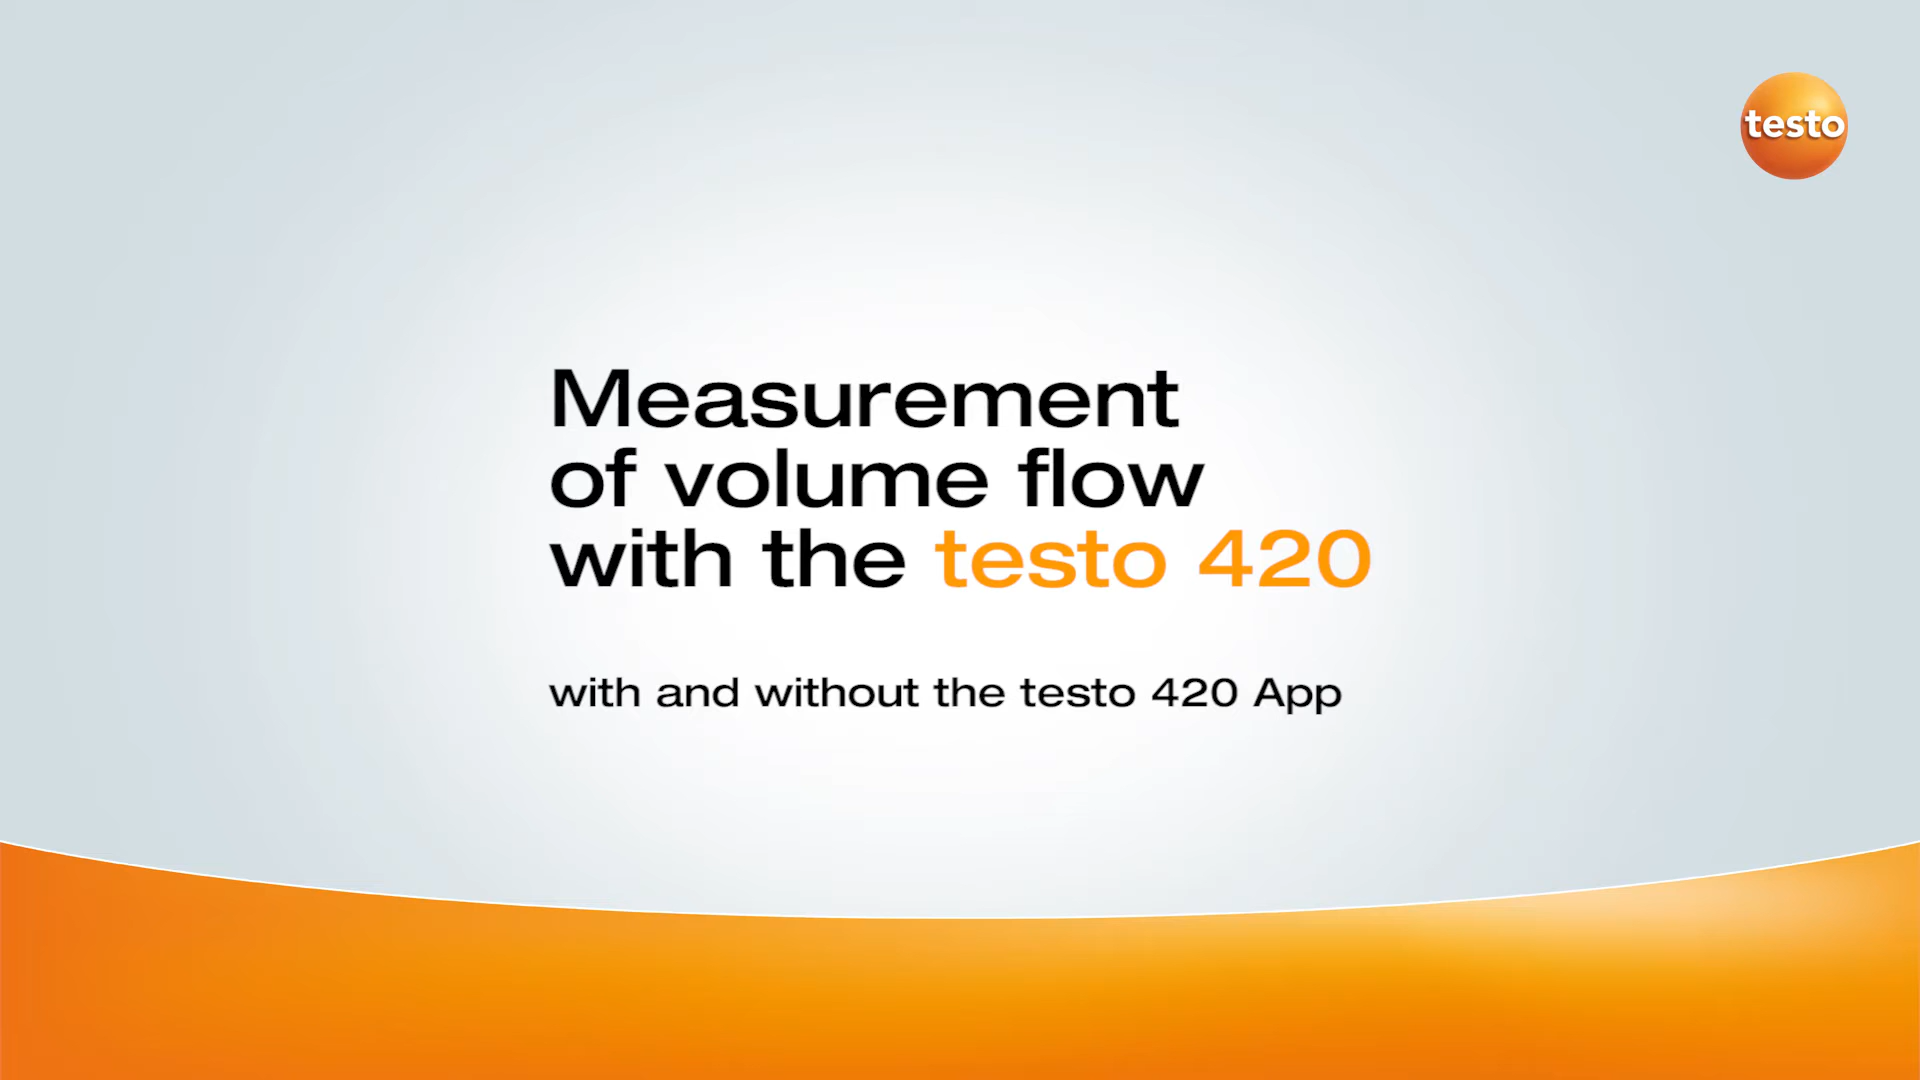 testo
Measurement
of volume flow
with the testo 420
with and without the testo 420 App